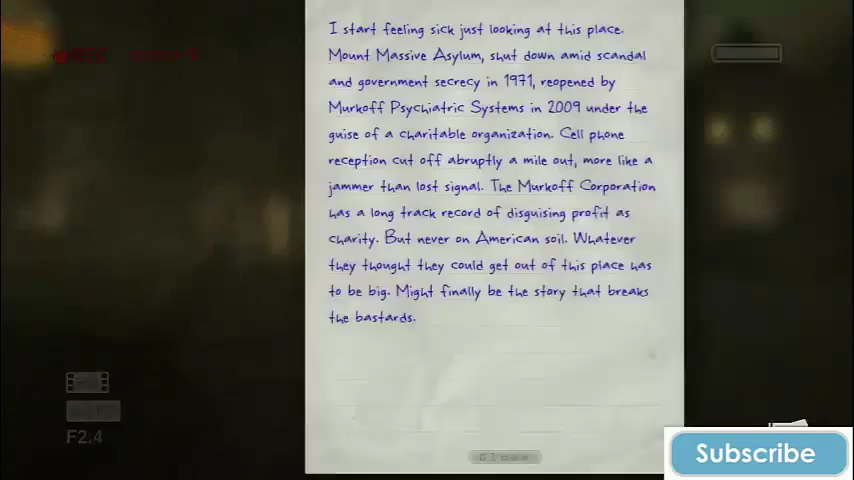 I start feeling sick just looking at this place.
Mount Massive Asylum, shut down amid scandal
and government secrecy in 1971, reopened by
Murkoff Psychiatric Systems in 2009 under the
guise of a charitable organization. Cell phone
reception cut off abruptly a mile out, more like a
jammer than lost signal. The Murkoff Corporation
has a long track record of disguising profit as
charity. But never on American soil. Whatever
they thought they could get out of this place has
to be big. Might finally be the story that breaks
the bastards.
REC
F2.4
Close
Subscribe